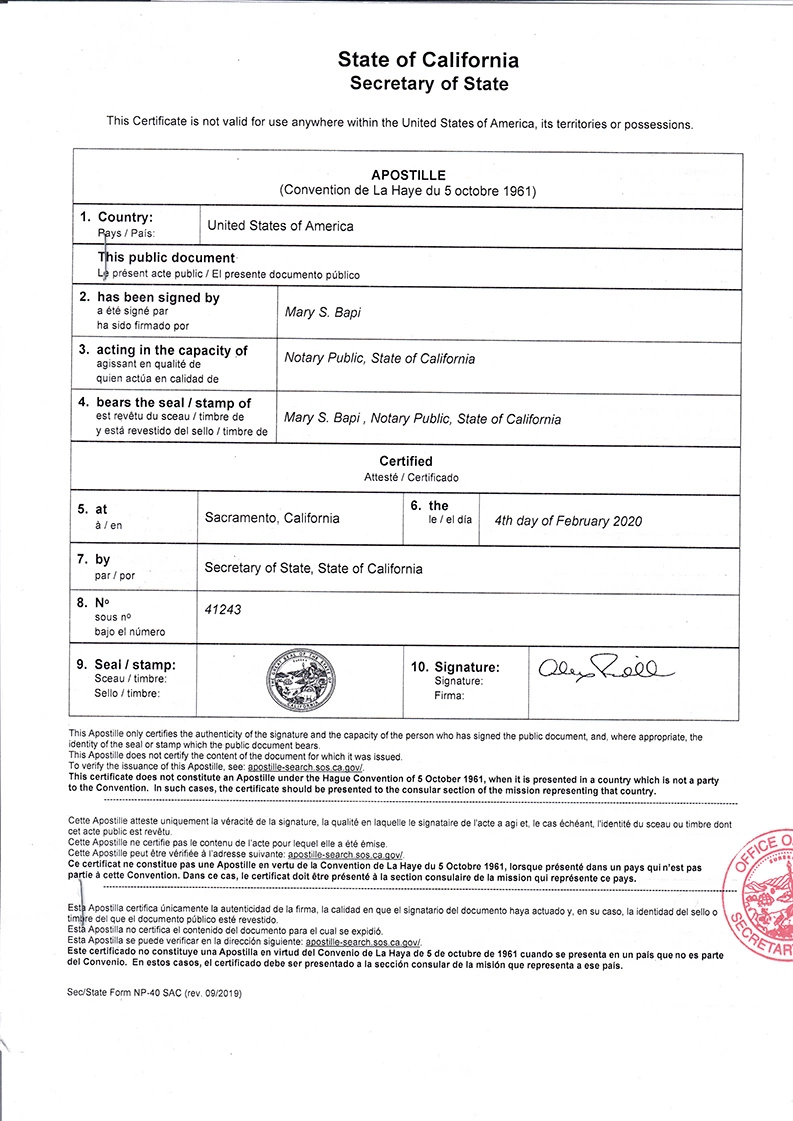 State of California
Secretary of State
This Certificate is not valid for use anywhere within the United States of America, its territories or possessions.
APOSTILLE
(Convention de La Haye du 5 octobre 1961)
1. Country:
Pays / País:
United States of America
This public document
Le présent acte public / El presente documento público
2. has been signed by
a été signé par
ha sido firmado por
Mary S. Bapi
3. acting in the capacity of
agissant en qualité de
quien actúa en calidad de
Notary Public, State of California
4. bears the seal / stamp of
est revêtu du sceau / timbre de
y está revestido del sello / timbre de
Mary S. Bapi , Notary Public, State of California
Certified
Attesté / Certificado
5. at
à / en
Sacramento, California
6. the
le / el día
4th day of February 2020
7. by
par / por
Secretary of State, State of California
8. Nº
sous nº
bajo el número
41243
9. Seal / stamp:
Sceau / timbre:
Sello / timbre:
THE GREAT SEAL OF THE STATE OF CALIFORNIA
10. Signature:
Signature:
Firma:
This Apostille only certifies the authenticity of the signature and the capacity of the person who has signed the public document, and, where appropriate, the
identity of the seal or stamp which the public document bears.
This Apostille does not certify the content of the document for which it was issued.
To verify the issuance of this Apostille, see: apostille-search.sos.ca.gov/.
This certificate does not constitute an Apostille under the Hague Convention of 5 October 1961, when it is presented in a country which is not a party
to the Convention. In such cases, the certificate should be presented to the consular section of the mission representing that country.
Cette Apostille atteste uniquement la véracité de la signature, la qualité en laquelle le signataire de l'acte a agi et, le cas échéant, l'identité du sceau ou timbre dont
cet acte public est revêtu.
Cette Apostille ne certifie pas le contenu de l'acte pour lequel elle a été émise.
Cette Apostille peut être vérifiée à l'adresse suivante: apostille-search.sos.ca.gov/.
Ce certificat ne constitue pas une Apostille en vertu de la Convention de La Haye du 5 Octobre 1961, lorsque présenté dans un pays qui n'est pas
partie à cette Convention. Dans ce cas, le certificat doit être présenté à la section consulaire de la mission qui représente ce pays.
Esta Apostilla certifica únicamente la autenticidad de la firma, la calidad en que el signatario del documento haya actuado y, en su caso, la identidad del sello o
timbre del que el documento público esté revestido.
Esta Apostilla no certifica el contenido del documento para el cual se expidió.
Esta Apostilla se puede verificar en la dirección siguiente: apostille-search.sos.ca.gov/.
Este certificado no constituye una Apostilla en virtud del Convenio de La Haya de 5 de octubre de 1961 cuando se presenta en un país que no es parte
del Convenio. En estos casos, el certificado debe ser presentado a la sección consular de la misión que representa a ese país.
OFFICE O
SECRETAR
Sec/State Form NP-40 SAC (rev. 09/2019)